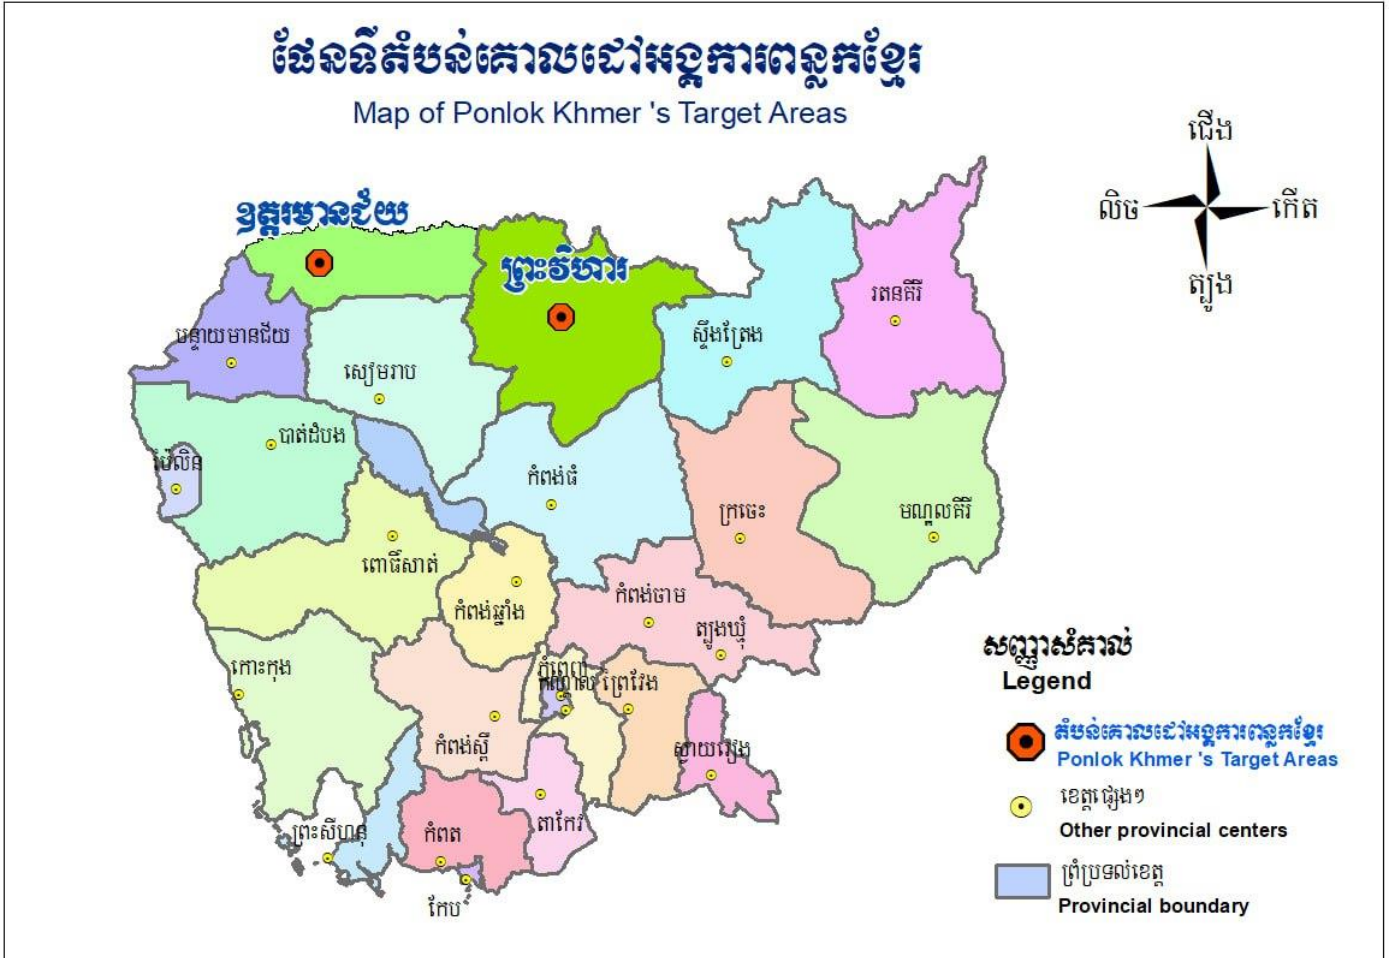 ផែនទីតំបន់គោលដៅអង្គការពន្លកខ្មែរ
Map of Ponlok Khmer 's Target Areas
ជើង
លិច
កើត
ត្បូង
ឧត្តរមានជ័យ
ព្រះវិហារ
រតនគីរី
បន្ទាយមានជ័យ
ស្ទឹងត្រែង
សៀមរាប
បាត់ដំបង
ប៉ៃលិន
កំពង់ធំ
ក្រចេះ
មណ្ឌលគីរី
ពោធិ៍សាត់
កំពង់ឆ្នាំង
កំពង់ចាម
ត្បូងឃ្មុំ
កោះកុង
ភ្នំពេញ
កណ្តាល
ព្រៃវែង
កំពង់ស្ពឺ
ស្វាយរៀង
ព្រះសីហនុ
កំពត
តាកែវ
កែប
សញ្ញាសំគាល់
Legend
តំបន់គោលដៅអង្គការពន្លកខ្មែរ
Ponlok Khmer 's Target Areas
ខេត្តផ្សេងៗ
Other provincial centers
ព្រំប្រទល់ខេត្ត
Provincial boundary